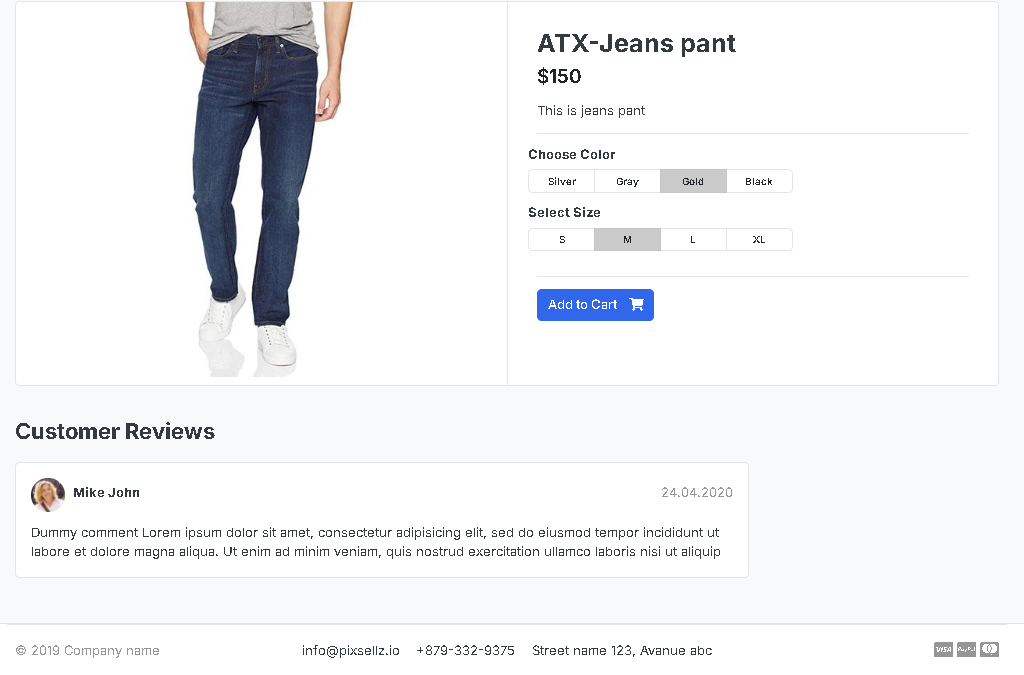 ATX-Jeans pant
$150
This is jeans pant
Choose Color
Silver Gray Gold Black
Select Size
S M L XL
Add to Cart
Customer Reviews
Mike John 24.04.2020
Dummy comment Lorem ipsum dolor sit amet, consectetur adipisicing elit, sed do eiusmod tempor incididunt ut
labore et dolore magna aliqua. Ut enim ad minim veniam, quis nostrud exercitation ullamco laboris nisi ut aliquip
© 2019 Company name info@pixsellz.io +879-332-9375 Street name 123, Avanue abc VISA PayPal